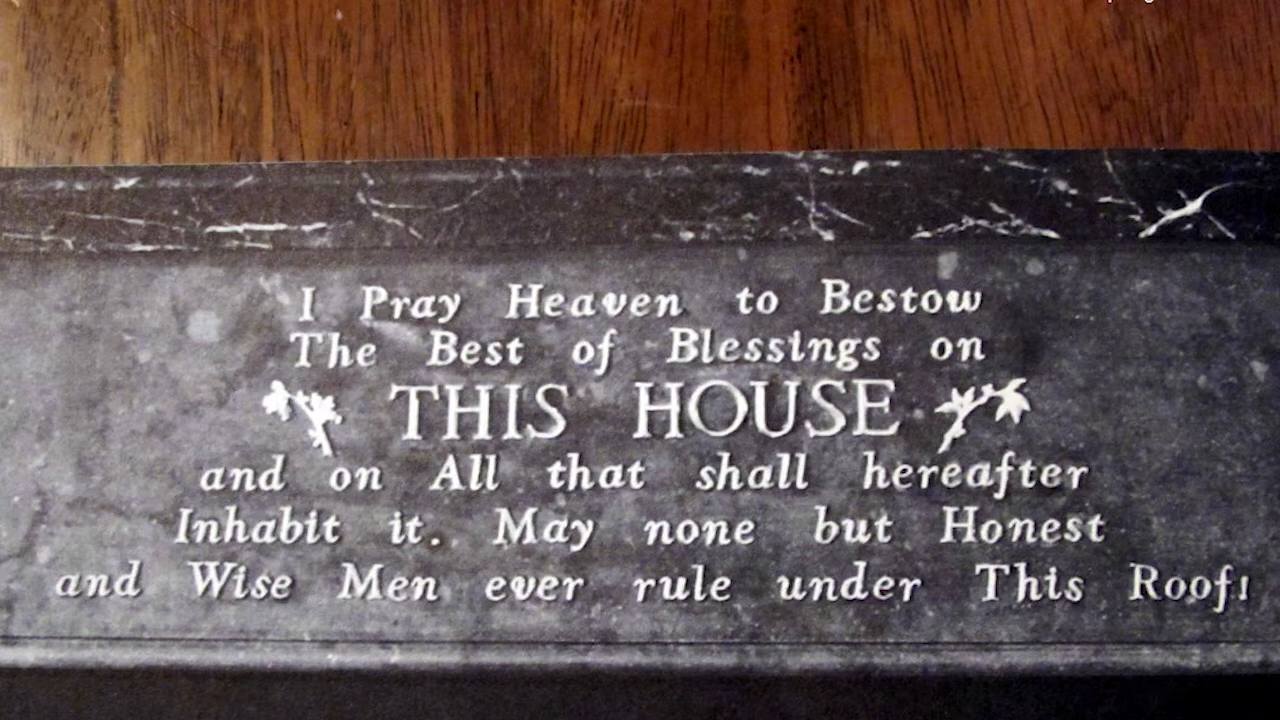 I Pray Heaven to Bestow
The Best of Blessings on
THIS HOUSE
and on All that shall hereafter
Inhabit it. May none but Honest
and Wise Men ever rule under This Roof!